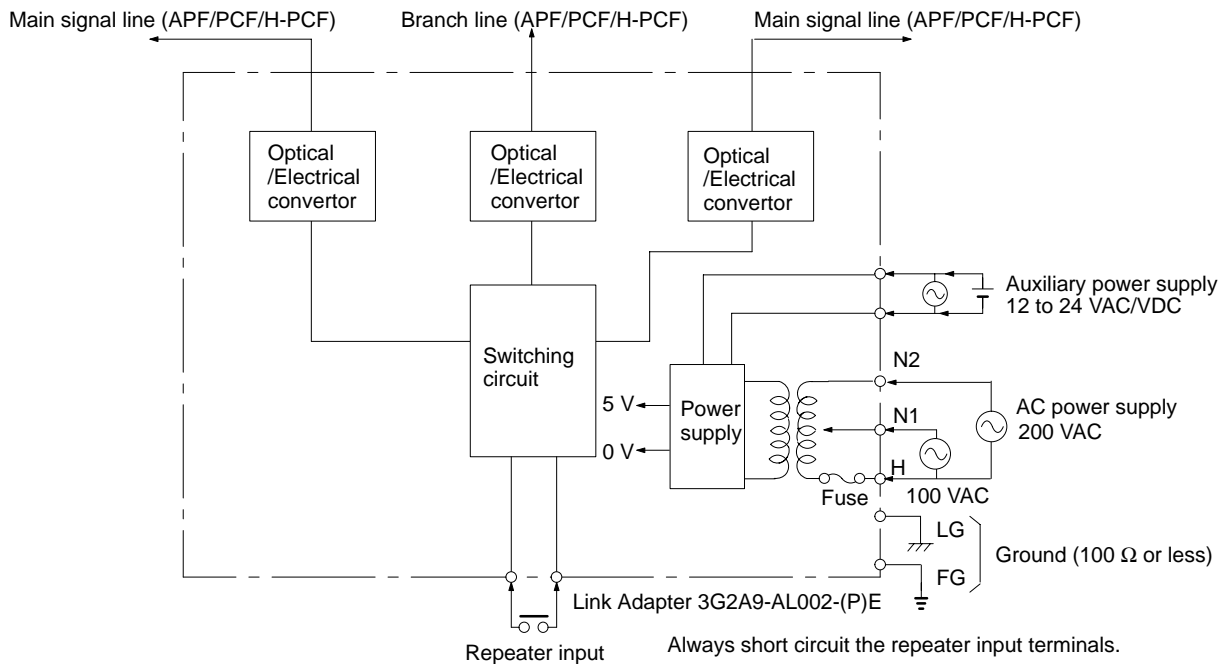 Main signal line (APF/PCF/H-PCF)
Branch line (APF/PCF/H-PCF)
Main signal line (APF/PCF/H-PCF)
Optical
/Electrical
convertor
Optical
/Electrical
convertor
Optical
/Electrical
convertor
Auxiliary power supply
12 to 24 VAC/VDC
Switching
circuit
N2
5 V
Power
supply
N1
AC power supply
200 VAC
0 V
H
Fuse
100 VAC
LG
Ground (100 Ω or less)
FG
Link Adapter 3G2A9-AL002-(P)E
Repeater input
Always short circuit the repeater input terminals.